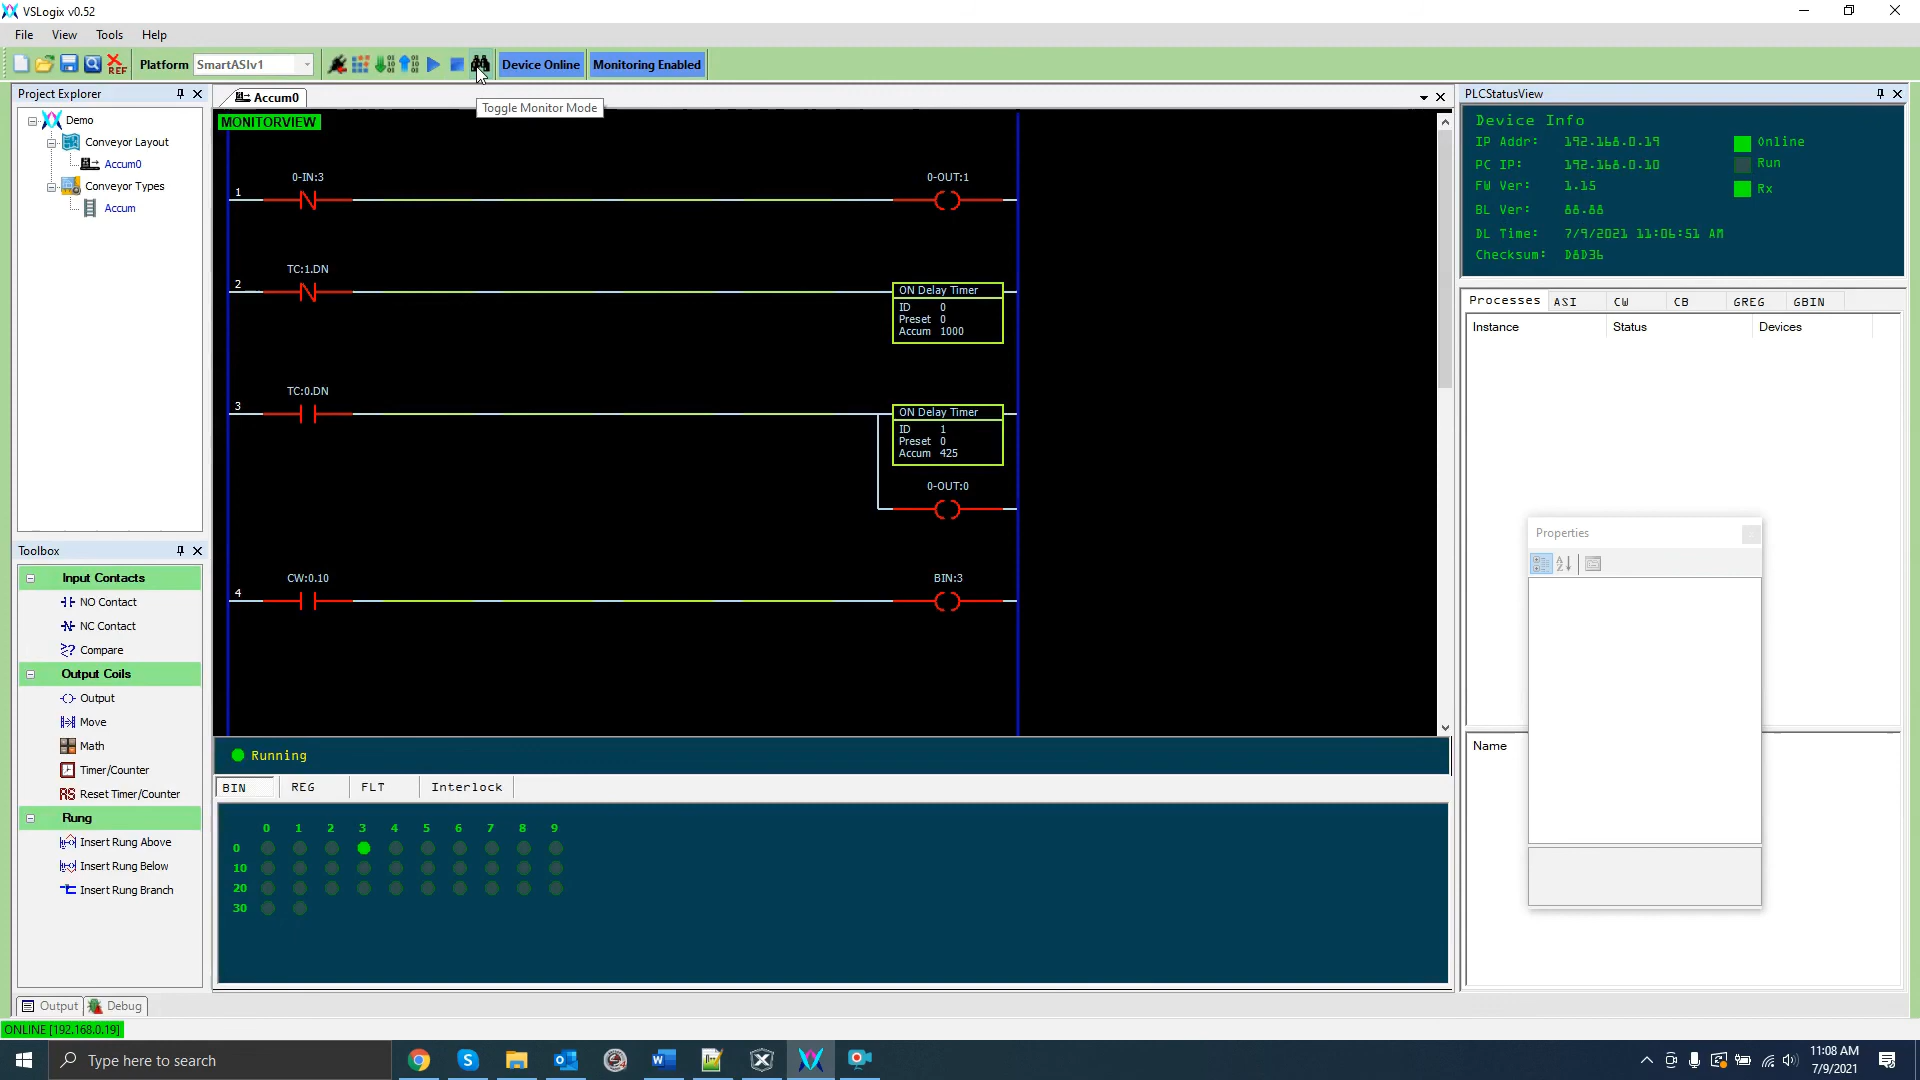 VSLogix v0.52
File View Tools Help
REF Platform SmartASIv1 Device Online Monitoring Enabled
Toggle Monitor Mode
Project Explorer
Demo
Conveyor Layout
Accum0
Conveyor Types
Accum
Toolbox
Input Contacts
NO Contact
NC Contact
Compare
Output Coils
Output
Move
Math
Timer/Counter
RS Reset Timer/Counter
Rung
Insert Rung Above
Insert Rung Below
Insert Rung Branch
Output Debug
Accum0
MONITORVIEW
0-IN:3 0-OUT:1
1
TC:1.DN
2
ON Delay Timer
ID 0
Preset 0
Accum 1000
TC:0.DN
3
ON Delay Timer
ID 1
Preset 0
Accum 425
0-OUT:0
CW:0.10 BIN:3
4
Running
BIN REG FLT Interlock
0 1 2 3 4 5 6 7 8 9
0
10
20
30
PLCStatusView
Device Info
IP Addr: 192.168.0.19 Online
PC IP: 192.168.0.10 Run
FW Ver: 1.15 Rx
BL Ver: 88.88
DL Time: 7/9/2021 11:06:51 AM
Checksum: D8D36
Processes ASI CW CB GREG GBIN
Instance Status Devices
Properties
Name
ONLINE [192.168.0.19]
Type here to search
11:08 AM
7/9/2021